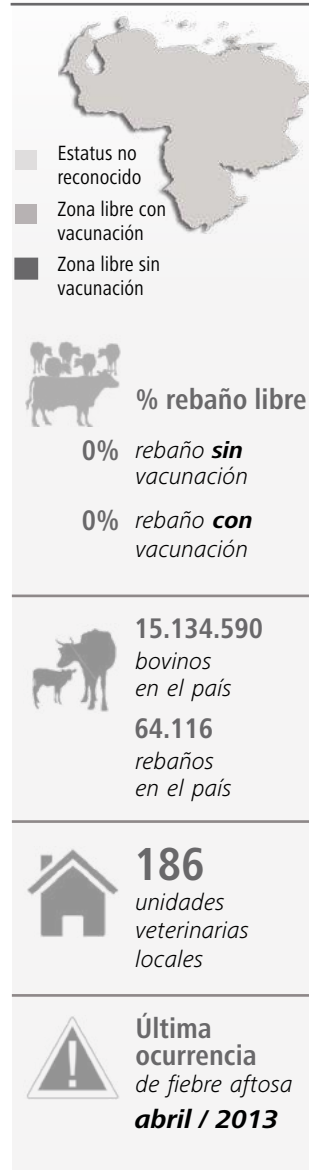 Estatus no
reconocido
Zona libre con
vacunación
Zona libre sin
vacunación
% rebaño libre
0% rebaño sin
vacunación
0% rebaño con
vacunación
15.134.590
bovinos
en el país
64.116
rebaños
en el país
186
unidades
veterinarias
locales
Última
ocurrencia
de fiebre aftosa
abril / 2013